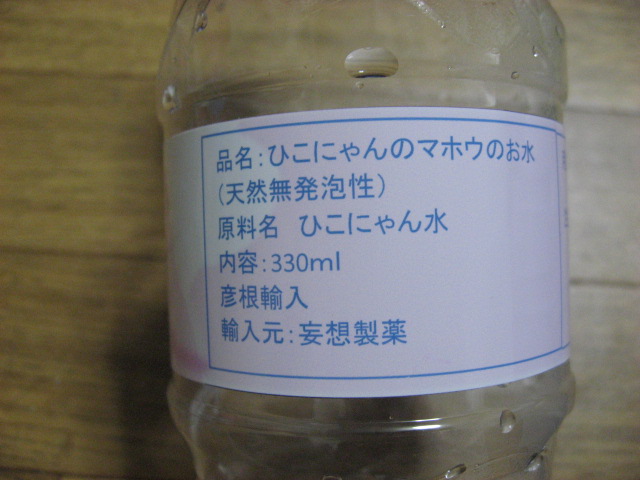 品名:ひこにゃんのマホウのお水
(天然無発泡性)
原料名　ひこにゃん水
内容:330ml
彦根輸入
輸入元:妄想製薬